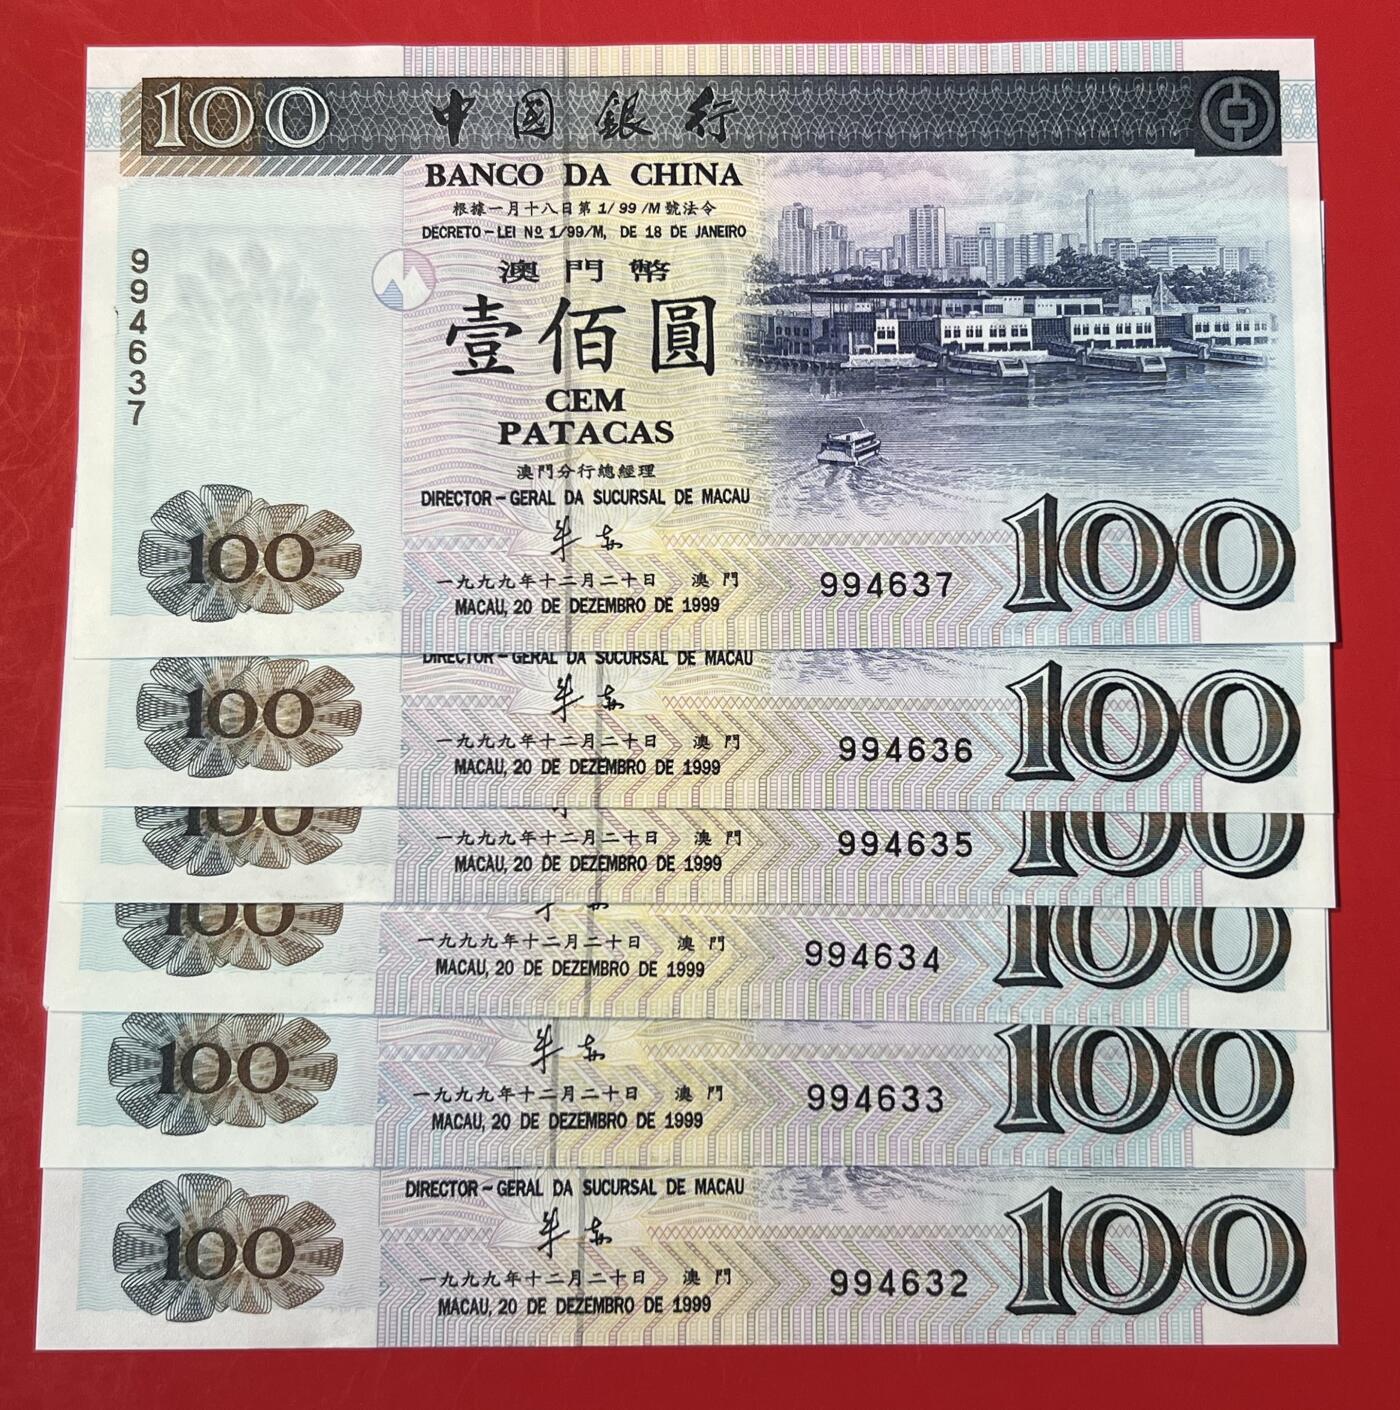 100 中國銀行
BANCO DA CHINA
根據一月十八日第 1/99/M 號法令
DECRETO-LEI Nº 1/99/M, DE 18 DE JANEIRO
澳門幣
壹佰圓
CEM
PATACAS
澳門分行總經理
DIRECTOR-GERAL DA SUCURSAL DE MACAU
994637
100
一九九九年十二月二十日 澳門
MACAU, 20 DE DEZEMBRO DE 1999
994637
100
DIRECTOR-GERAL DA SUCURSAL DE MACAU
100
一九九九年十二月二十日 澳門
MACAU, 20 DE DEZEMBRO DE 1999
994636
100
100
一九九九年十二月二十日 澳門
MACAU, 20 DE DEZEMBRO DE 1999
994635
100
100
一九九九年十二月二十日 澳門
MACAU, 20 DE DEZEMBRO DE 1999
994634
100
100
一九九九年十二月二十日 澳門
MACAU, 20 DE DEZEMBRO DE 1999
994633
100
DIRECTOR-GERAL DA SUCURSAL DE MACAU
100
一九九九年十二月二十日 澳門
MACAU, 20 DE DEZEMBRO DE 1999
994632
100